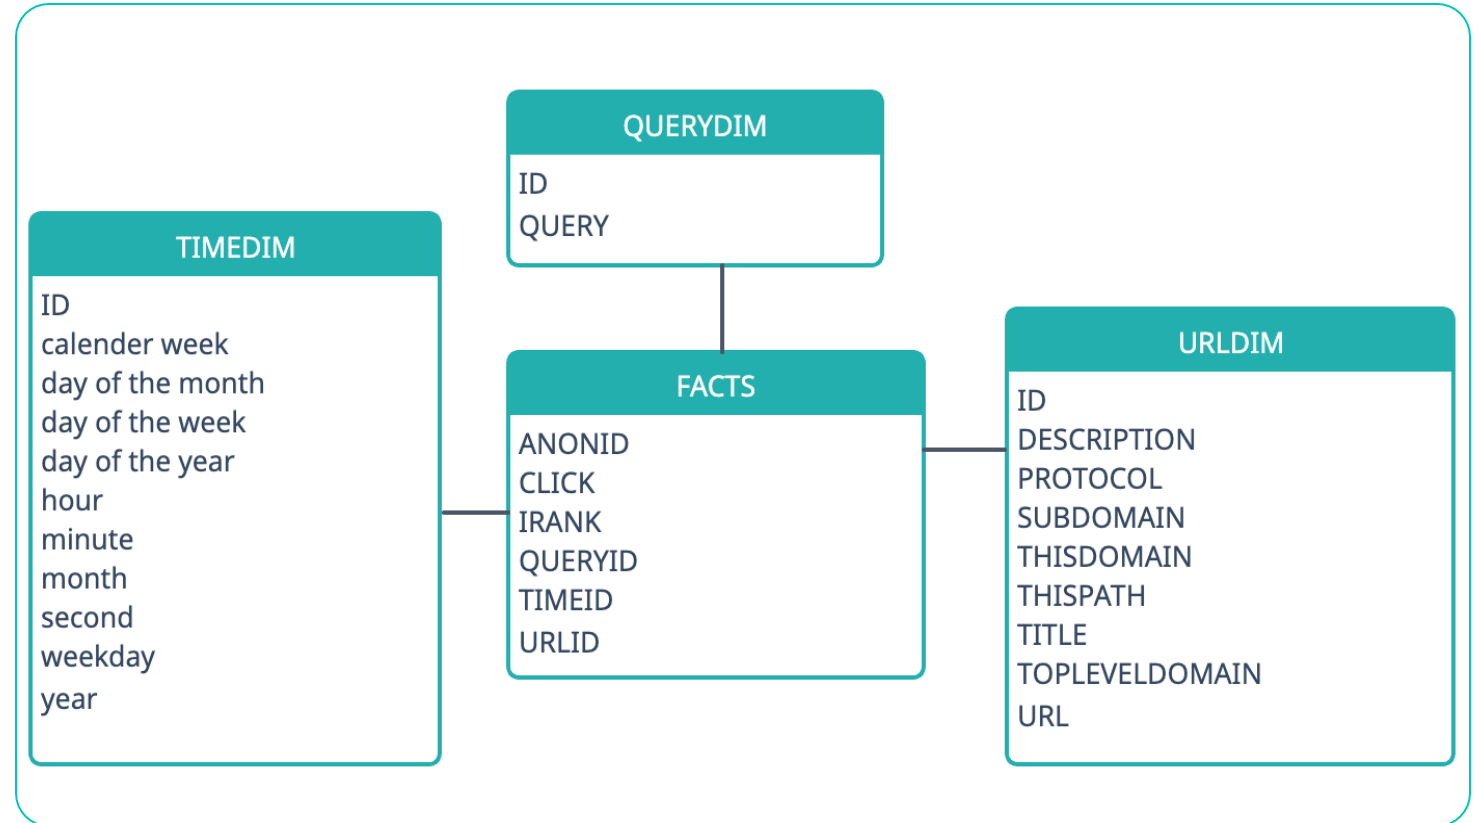 QUERYDIM
ID
QUERY
TIMEDIM
ID
calender week
day of the month
day of the week
day of the year
hour
minute
month
second
weekday
year
FACTS
ANONID
CLICK
IRANK
QUERYID
TIMEID
URLID
URLDIM
ID
DESCRIPTION
PROTOCOL
SUBDOMAIN
THISDOMAIN
THISPATH
TITLE
TOPLEVELDOMAIN
URL